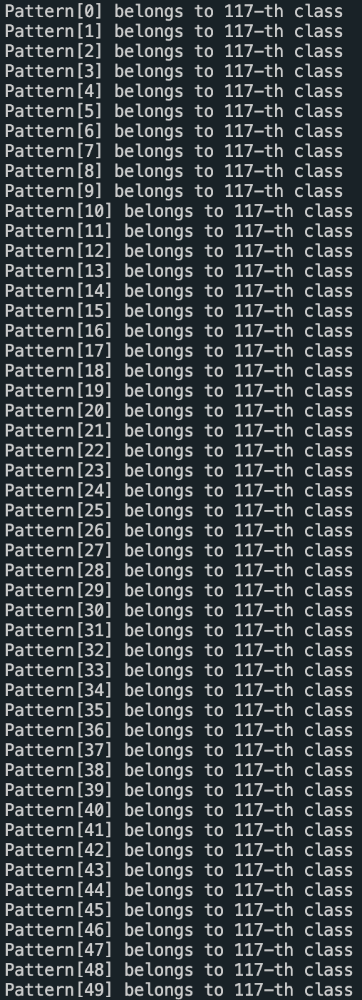 Pattern[0] belongs to 117-th class
Pattern[1] belongs to 117-th class
Pattern[2] belongs to 117-th class
Pattern[3] belongs to 117-th class
Pattern[4] belongs to 117-th class
Pattern[5] belongs to 117-th class
Pattern[6] belongs to 117-th class
Pattern[7] belongs to 117-th class
Pattern[8] belongs to 117-th class
Pattern[9] belongs to 117-th class
Pattern[10] belongs to 117-th class
Pattern[11] belongs to 117-th class
Pattern[12] belongs to 117-th class
Pattern[13] belongs to 117-th class
Pattern[14] belongs to 117-th class
Pattern[15] belongs to 117-th class
Pattern[16] belongs to 117-th class
Pattern[17] belongs to 117-th class
Pattern[18] belongs to 117-th class
Pattern[19] belongs to 117-th class
Pattern[20] belongs to 117-th class
Pattern[21] belongs to 117-th class
Pattern[22] belongs to 117-th class
Pattern[23] belongs to 117-th class
Pattern[24] belongs to 117-th class
Pattern[25] belongs to 117-th class
Pattern[26] belongs to 117-th class
Pattern[27] belongs to 117-th class
Pattern[28] belongs to 117-th class
Pattern[29] belongs to 117-th class
Pattern[30] belongs to 117-th class
Pattern[31] belongs to 117-th class
Pattern[32] belongs to 117-th class
Pattern[33] belongs to 117-th class
Pattern[34] belongs to 117-th class
Pattern[35] belongs to 117-th class
Pattern[36] belongs to 117-th class
Pattern[37] belongs to 117-th class
Pattern[38] belongs to 117-th class
Pattern[39] belongs to 117-th class
Pattern[40] belongs to 117-th class
Pattern[41] belongs to 117-th class
Pattern[42] belongs to 117-th class
Pattern[43] belongs to 117-th class
Pattern[44] belongs to 117-th class
Pattern[45] belongs to 117-th class
Pattern[46] belongs to 117-th class
Pattern[47] belongs to 117-th class
Pattern[48] belongs to 117-th class
Pattern[49] belongs to 117-th class